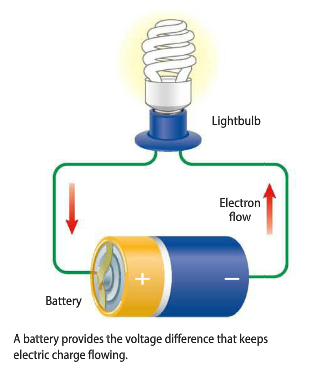 Lightbulb
Electron
flow
+
−
Battery
A battery provides the voltage difference that keeps
electric charge flowing.